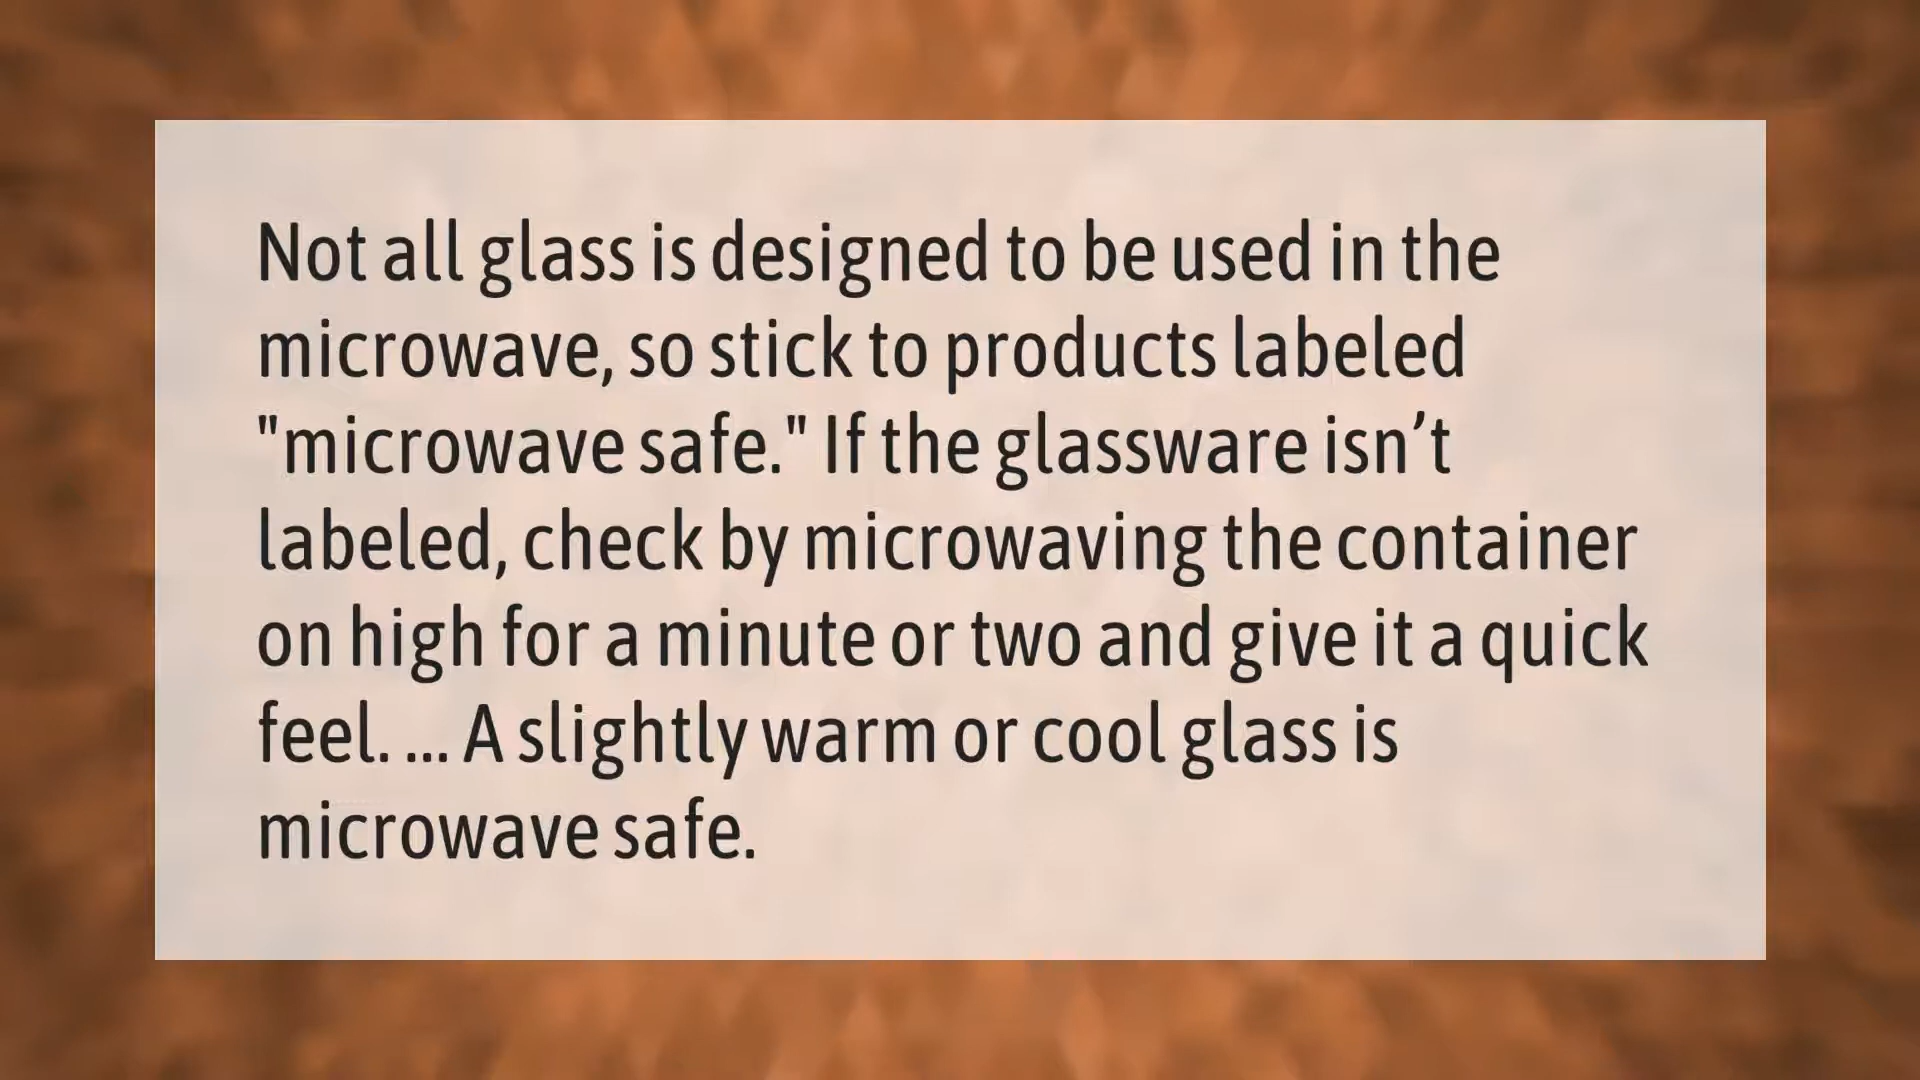 Not all glass is designed to be used in the
microwave, so stick to products labeled
"microwave safe." If the glassware isn’t
labeled, check by microwaving the container
on high for a minute or two and give it a quick
feel. ... A slightly warm or cool glass is
microwave safe.